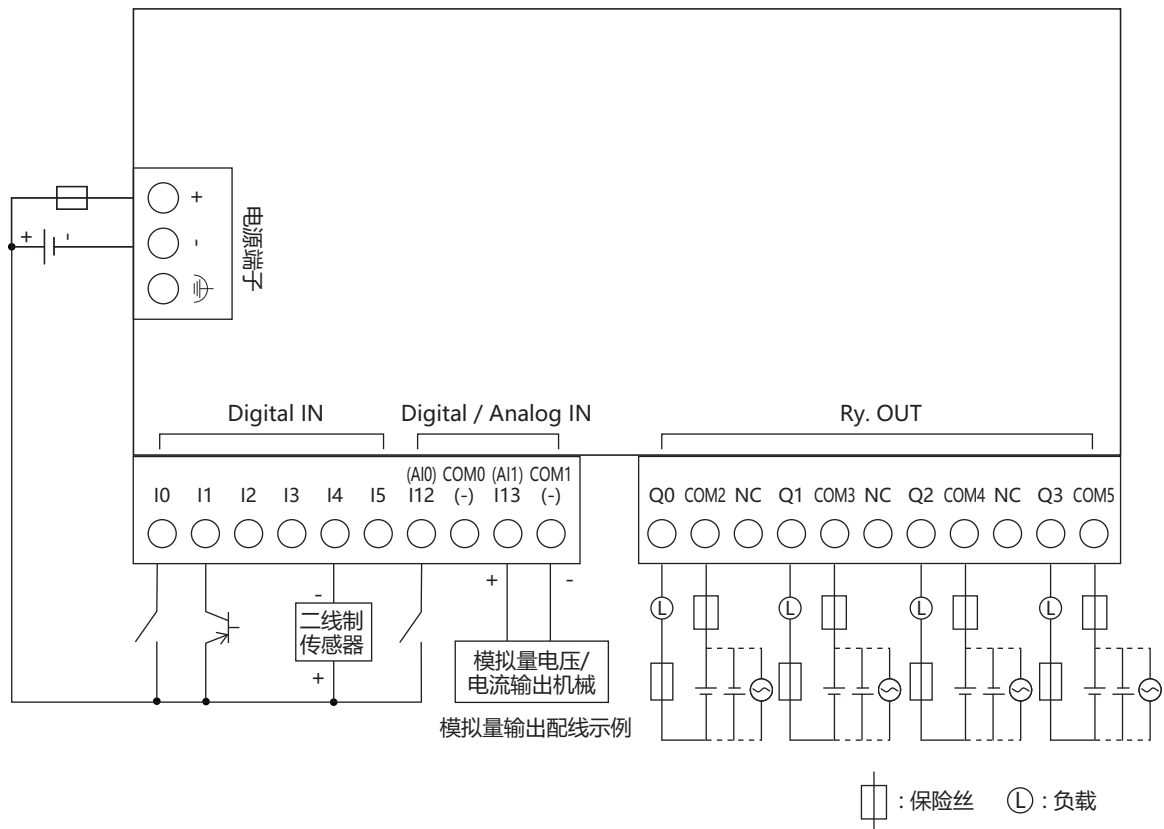 +
-
+ -
电源端子
Digital IN
Digital / Analog IN
Ry. OUT
(AI0) COM0 (AI1) COM1
I0 I1 I2 I3 I4 I5 I12 (-) I13 (-)
Q0 COM2 NC Q1 COM3 NC Q2 COM4 NC Q3 COM5
+ -
-
二线制
传感器
+
模拟量电压/
电流输出机械
模拟量输出配线示例
L L L L
: 保险丝
L : 负载